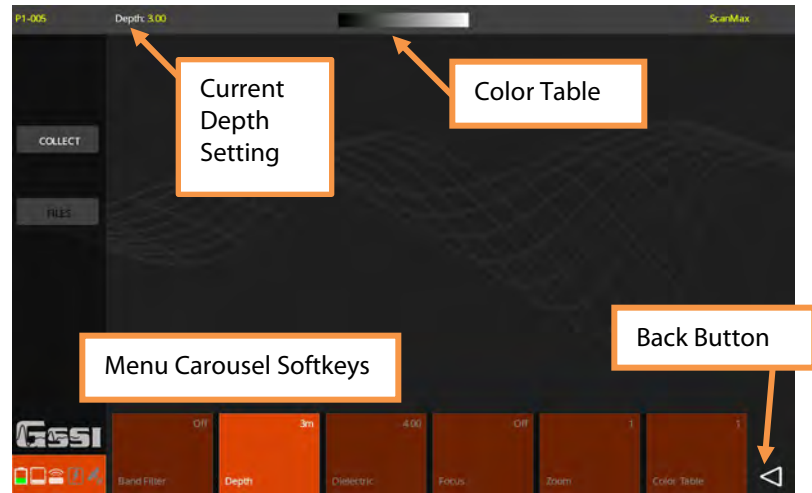 P1-005
Depth: 3.00
ScanMax
Current
Depth
Setting
Color Table
COLLECT
FILES
Back Button
Menu Carousel Softkeys
GSSI
Off
3m
4.00
Off
1
1
Band Filter
Depth
Dielectric
Focus
Zoom
Color Table